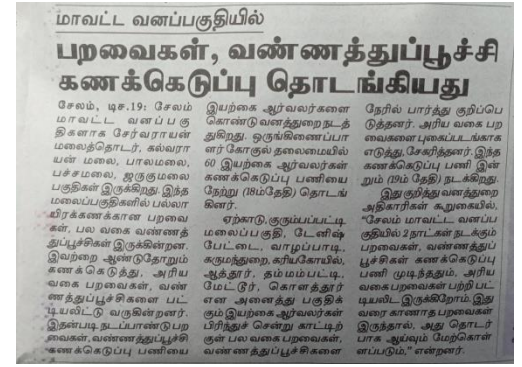 மாவட்ட வனப்பகுதியில்
பறவைகள், வண்ணத்துப்பூச்சி
கணக்கெடுப்பு தொடங்கியது
சேலம், டிச.19: சேலம்
மாவட்ட வனப்பகு
திகளாக சேர்வராயன்
மலைத்தொடர், கல்வரா
யன் மலை, பாலமலை,
பச்சமலை, ஜருகுமலை
பகுதிகள் இருக்கிறது. இந்த
மலைப்பகுதிகளில் பல்லா
யிரக்கணக்கான பறவை
கள், பல வகை வண்ணத்
துப்பூச்சிகள் இருக்கின்றன.
இவற்றை ஆண்டுதோறும்
கணக்கெடுத்து, அரிய
வகை பறவைகள், வண்
ணத்துப்பூச்சிகளை பட்
டியலிட்டு வருகின்றனர்.
இதன்படி நடப்பாண்டு பற
வைகள், வண்ணத்துப்பூச்சி
கணக்கெடுப்பு பணியை
இயற்கை ஆர்வலர்களை
கொண்டு வனத்துறை நடத்
துகிறது. ஒருங்கிணைப்பா
ளர் கோகுல் தலைமையில்
60 இயற்கை ஆர்வலர்கள்
கணக்கெடுப்பு பணியை
நேற்று (18ம்தேதி) தொடங்
கினர்.
ஏற்காடு, குரும்பப்பட்டி
மலைப்பகுதி, டேனிஷ்
பேட்டை, வாழப்பாடி,
கருமந்துறை, கரியகோயில்,
ஆத்தூர், தம்மம்பட்டி,
மேட்டூர், கொளத்தூர்
என அனைத்து பகுதிக்
கும் இயற்கை ஆர்வலர்கள்
பிரிந்துச் சென்று காட்டிற்
குள் பல வகை பறவைகள்,
வண்ணத்துப்பூச்சிகளை
நேரில் பார்த்து குறிப்பெ
டுத்தனர். அரிய வகை பற
வைகளை புகைப்படங்களாக
எடுத்து, சேகரித்தனர். இந்த
கணக்கெடுப்பு பணி இன்
றும் (19ம் தேதி) நடக்கிறது.
இதுகுறித்து வனத்துறை
அதிகாரிகள் கூறுகையில்,
“சேலம் மாவட்ட வனப்ப
குதியில் 2 நாட்கள் நடக்கும்
பறவைகள், வண்ணத்துப்
பூச்சிகள் கணக்கெடுப்பு
பணி முடிந்ததும், அரிய
வகை பறவைகள் பற்றி பட்
டியலிட இருக்கிறோம். இது
வரை காணாத பறவைகள்
இருந்தால், அது தொடர்
பாக ஆய்வும் மேற்கொள்
ளப்படும்,” என்றனர்.